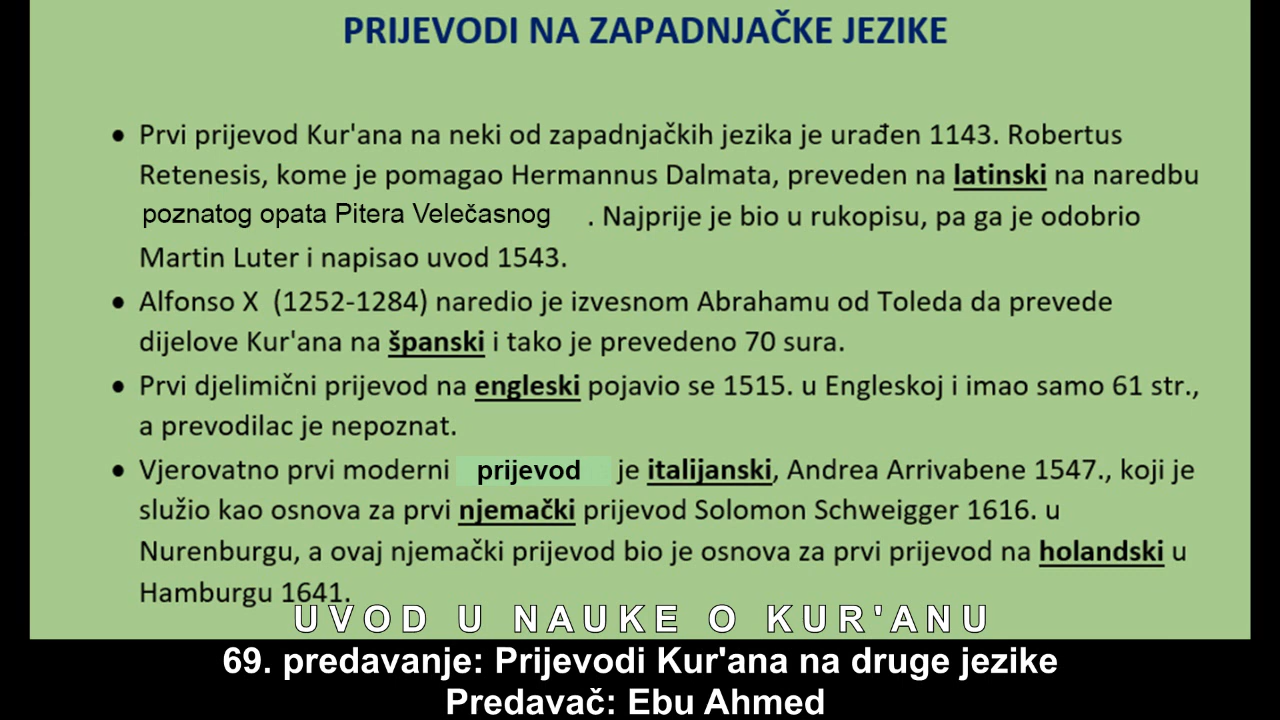 PRIJEVODI NA ZAPADNJAČKE JEZIKE
• Prvi prijevod Kur'ana na neki od zapadnjačkih jezika je urađen 1143. Robertus
Retenesis, kome je pomagao Hermannus Dalmata, preveden na latinski na naredbu
poznatog opata Pitera Velečasnog . Najprije je bio u rukopisu, pa ga je odobrio
Martin Luter i napisao uvod 1543.
• Alfonso X (1252-1284) naredio je izvesnom Abrahamu od Toleda da prevede
dijelove Kur'ana na španski i tako je prevedeno 70 sura.
• Prvi djelimični prijevod na engleski pojavio se 1515. u Engleskoj i imao samo 61 str.,
a prevodilac je nepoznat.
• Vjerovatno prvi moderni prijevod je italijanski, Andrea Arrivabene 1547., koji je
služio kao osnova za prvi njemački prijevod Solomon Schweigger 1616. u
Nurenburgu, a ovaj njemački prijevod bio je osnova za prvi prijevod na holandski u
Hamburgu 1641.
UVOD U NAUKE O KUR'ANU
69. predavanje: Prijevodi Kur'ana na druge jezike
Predavač: Ebu Ahmed